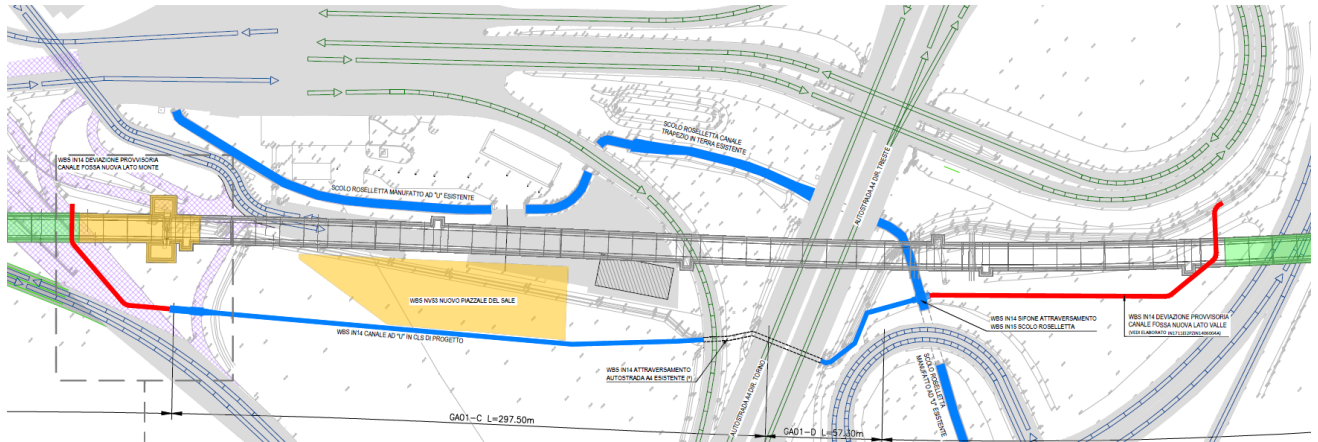 WBS IN14 DEVIAZIONE PROVVISORIA
CANALE FOSSA NUOVA LATO MONTE
SCOLO ROSELLETTA MANUFATTO AD "U" ESISTENTE
SCOLO ROSELLETTA CANALE
TRAPEZIO IN TERRA ESISTENTE
AUTOSTRADA A4 DIR. TRIESTE
WBS NV53 NUOVO PIAZZALE DEL SALE
WBS IN14 CANALE AD "U" IN CLS DI PROGETTO
WBS IN14 ATTRAVERSAMENTO
AUTOSTRADA A4 ESISTENTE (*)
AUTOSTRADA A4 DIR. TORINO
WBS IN14 SIFONE ATTRAVERSAMENTO
WBS IN15 SCOLO ROSELLETTA
WBS IN14 DEVIAZIONE PROVVISORIA
CANALE FOSSA NUOVA LATO VALLE
(VEDI ELABORATO
SCOLO ROSELLETTA
MANUFATTO AD "U" ESISTENTE
GA01-C L=297.50m
GA01-D